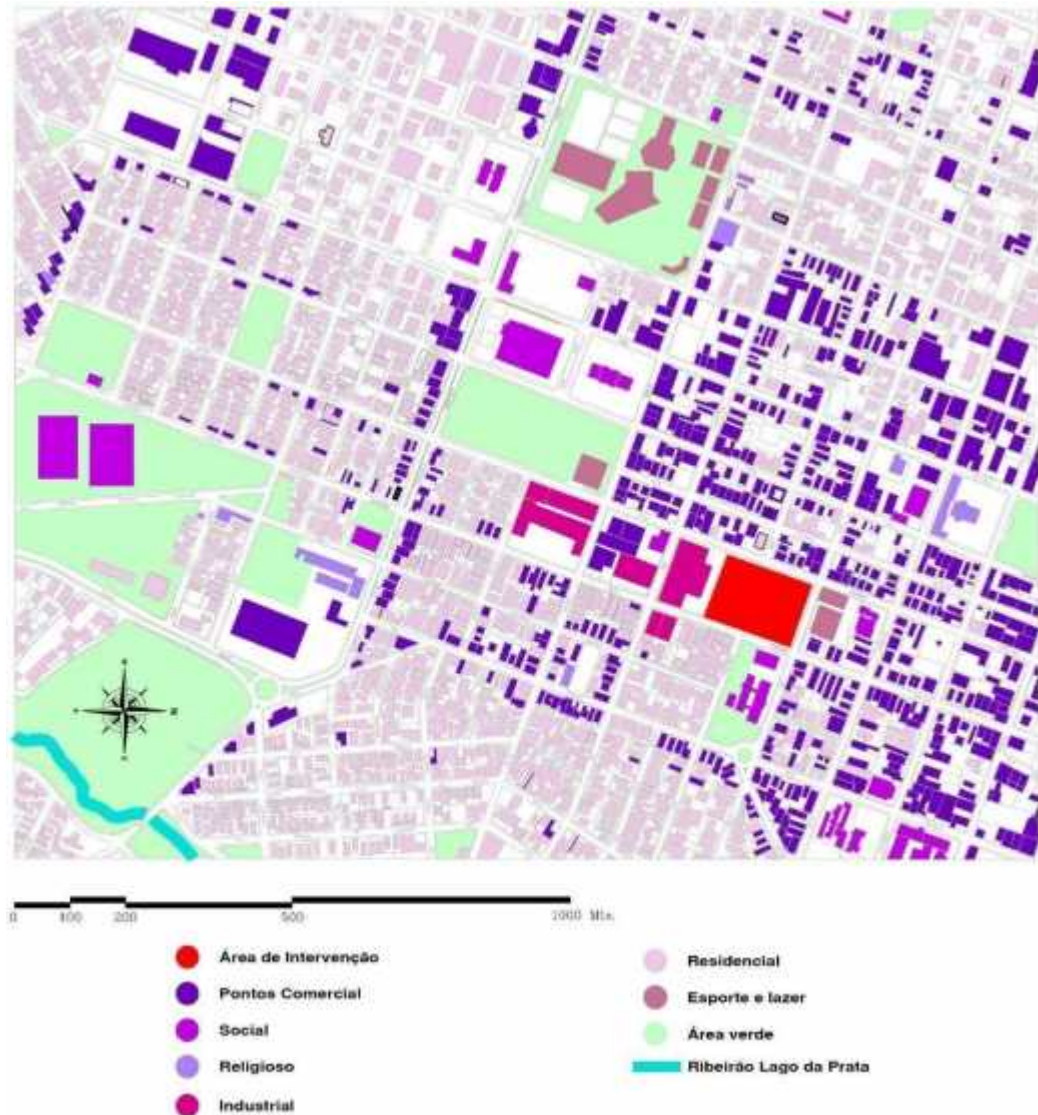 0 100 200 500 1000 Mts.
Área de Intervenção
Pontos Comercial
Social
Religioso
Industrial
Residencial
Esporte e lazer
Área verde
Ribeirão Lago da Prata